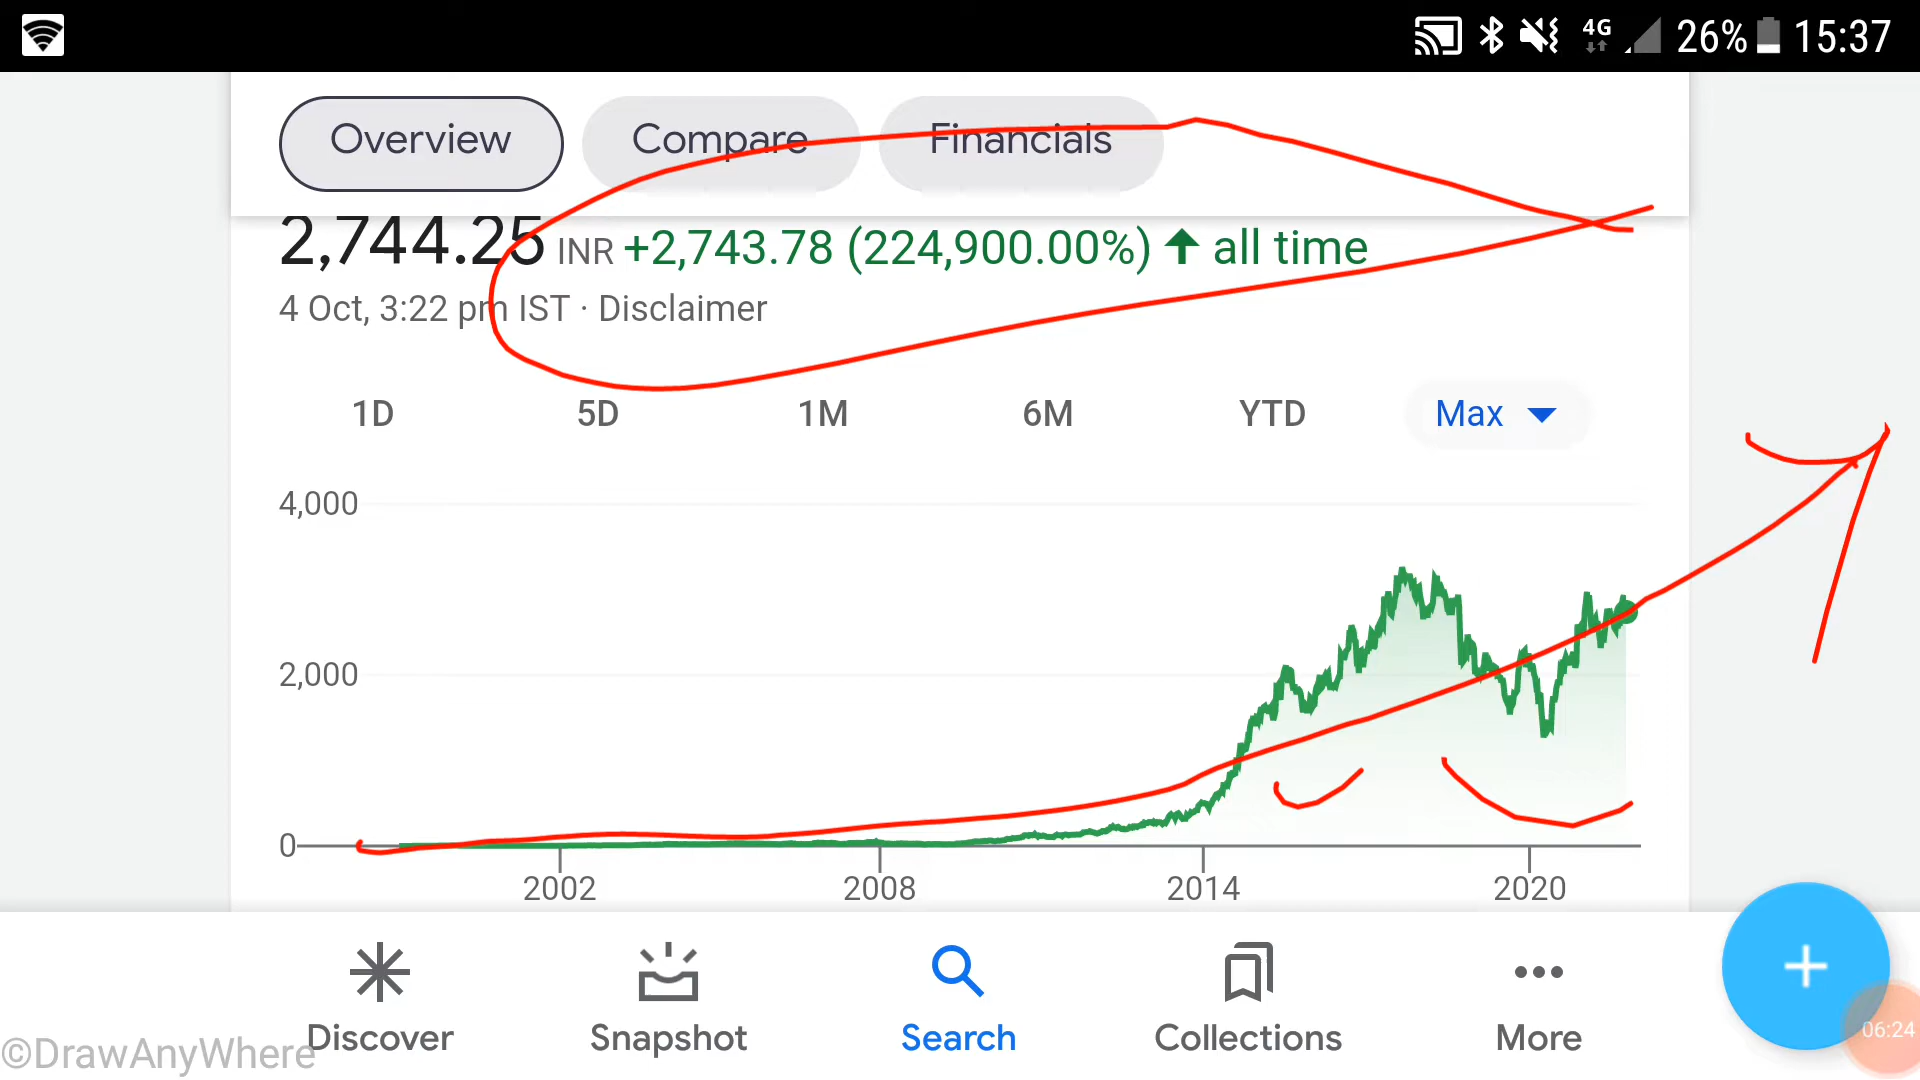 4G 26% 15:37
Overview Compare Financials
2,744.25 INR +2,743.78 (224,900.00%) ↑ all time
4 Oct, 3:22 pm IST · Disclaimer
1D 5D 1M 6M YTD Max
4,000
2,000
0
2002 2008 2014 2020
Discover Snapshot Search Collections More
06:24
©DrawAnyWhere